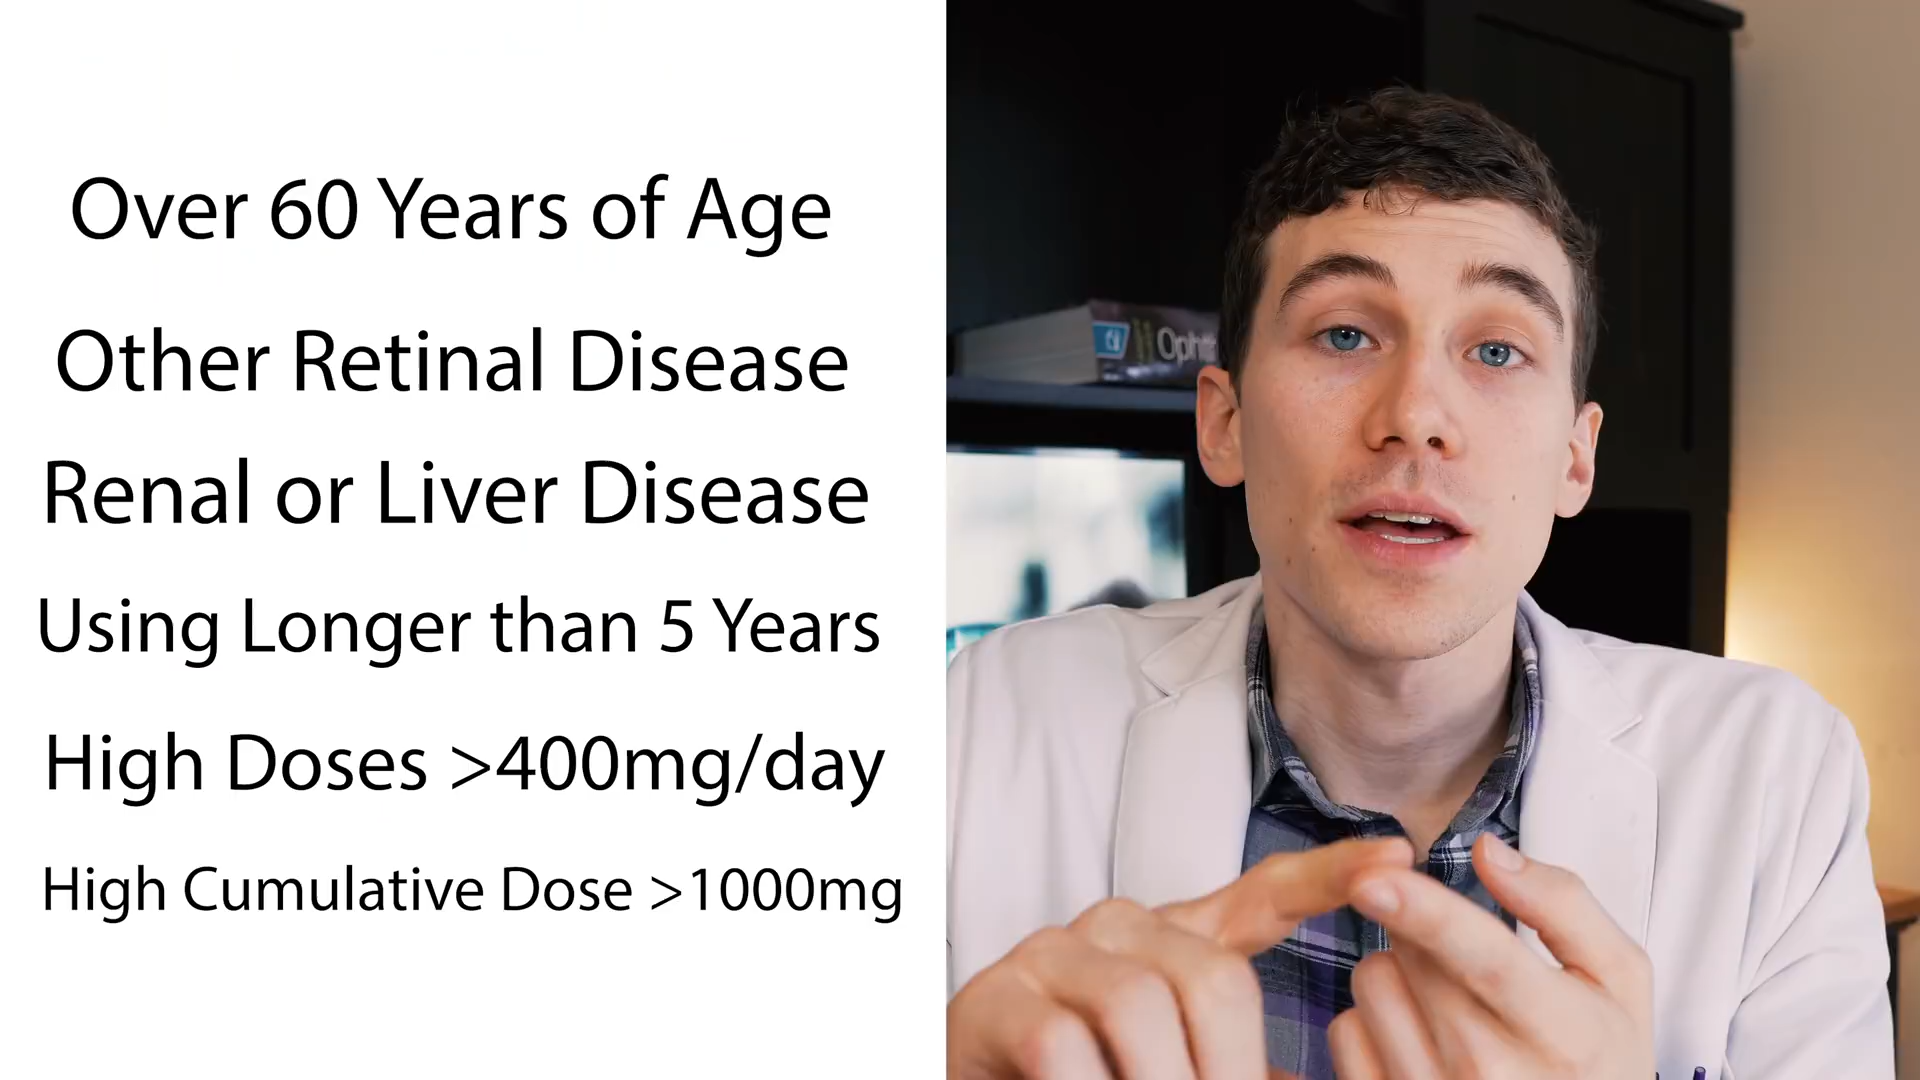 Over 60 Years of Age
Other Retinal Disease
Renal or Liver Disease
Using Longer than 5 Years
High Doses >400mg/day
High Cumulative Dose >1000mg